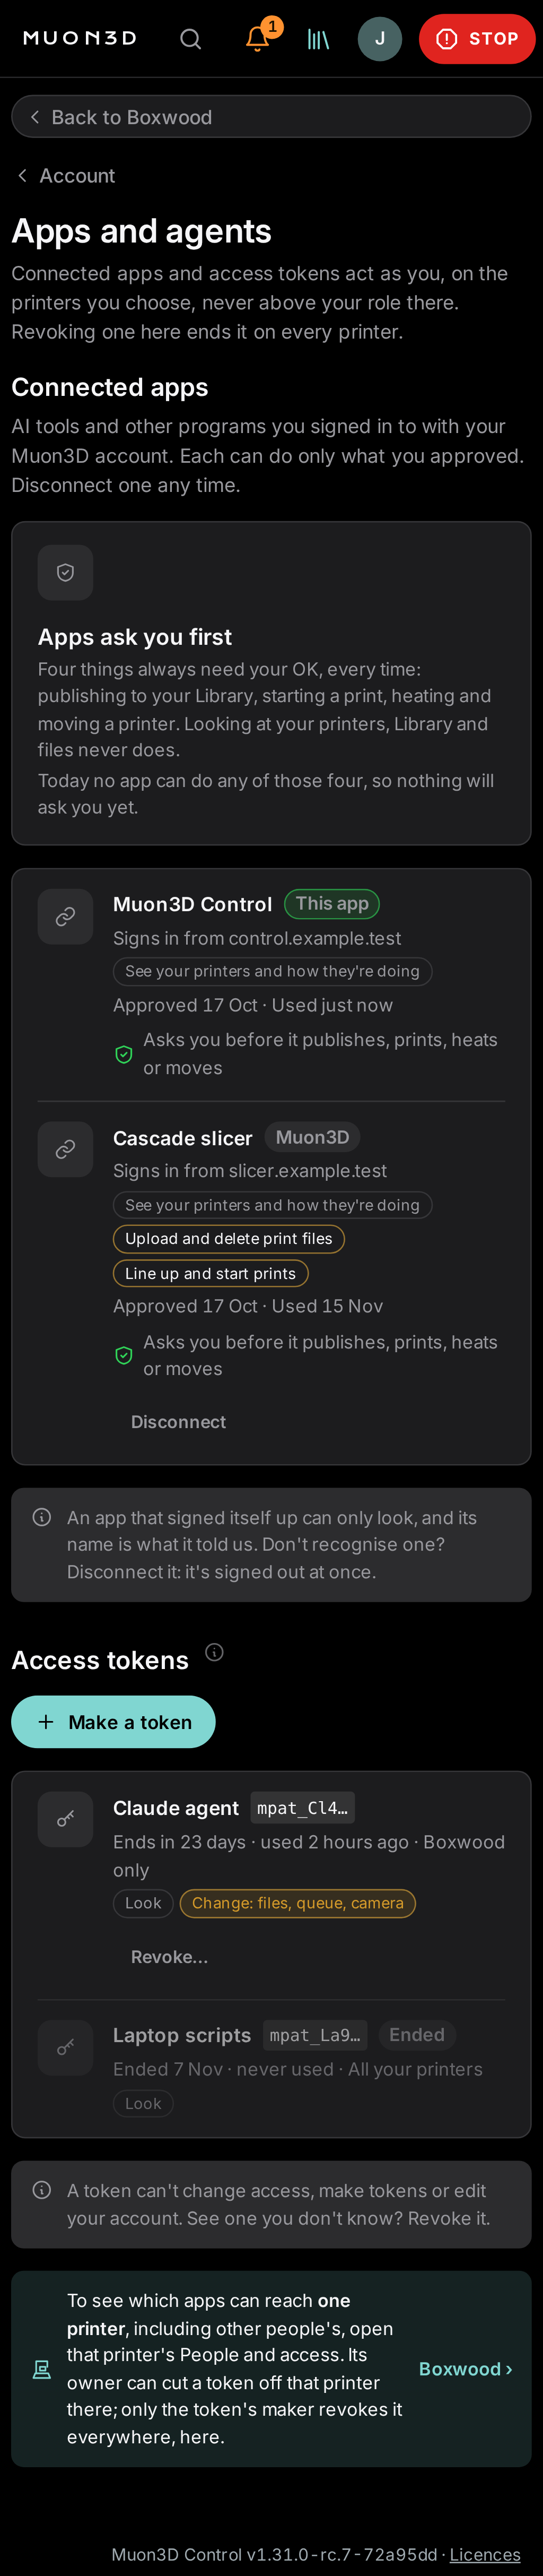 MUON3D
1
J
STOP
Back to Boxwood
Account
Apps and agents
Connected apps and access tokens act as you, on the
printers you choose, never above your role there.
Revoking one here ends it on every printer.
Connected apps
AI tools and other programs you signed in to with your
Muon3D account. Each can do only what you approved.
Disconnect one any time.
Apps ask you first
Four things always need your OK, every time:
publishing to your Library, starting a print, heating and
moving a printer. Looking at your printers, Library and
files never does.
Today no app can do any of those four, so nothing will
ask you yet.
Muon3D Control This app
Signs in from control.example.test
See your printers and how they're doing
Approved 17 Oct · Used just now
Asks you before it publishes, prints, heats
or moves
Cascade slicer Muon3D
Signs in from slicer.example.test
See your printers and how they're doing
Upload and delete print files
Line up and start prints
Approved 17 Oct · Used 15 Nov
Asks you before it publishes, prints, heats
or moves
Disconnect
An app that signed itself up can only look, and its
name is what it told us. Don't recognise one?
Disconnect it: it's signed out at once.
Access tokens
Make a token
Claude agent mpat_Cl4…
Ends in 23 days · used 2 hours ago · Boxwood
only
Look Change: files, queue, camera
Revoke…
Laptop scripts mpat_La9… Ended
Ended 7 Nov · never used · All your printers
Look
A token can't change access, make tokens or edit
your account. See one you don't know? Revoke it.
To see which apps can reach one
printer, including other people's, open
that printer's People and access. Its
owner can cut a token off that printer
there; only the token's maker revokes it
everywhere, here.
Boxwood ›
Muon3D Control v1.31.0-rc.7-72a95dd · Licences